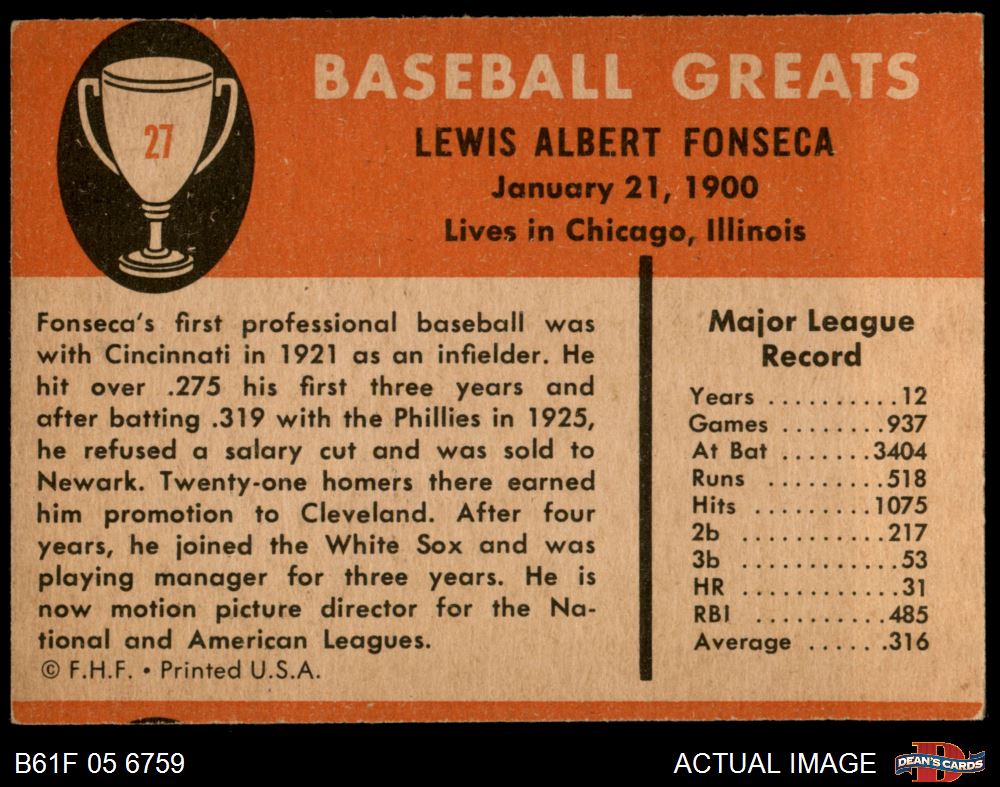 27
BASEBALL GREATS
LEWIS ALBERT FONSECA
January 21, 1900
Lives in Chicago, Illinois
Fonseca's first professional baseball was
with Cincinnati in 1921 as an infielder. He
hit over .275 his first three years and
after batting .319 with the Phillies in 1925,
he refused a salary cut and was sold to
Newark. Twenty-one homers there earned
him promotion to Cleveland. After four
years, he joined the White Sox and was
playing manager for three years. He is
now motion picture director for the Na-
tional and American Leagues.
© F.H.F. • Printed U.S.A.
Major League
Record
Years ..........12
Games ........937
At Bat .......3404
Runs .........518
Hits .........1075
2b ...........217
3b ............53
HR ............31
RBI ..........485
Average ......316
B61F 05 6759
ACTUAL IMAGE
D
DEAN'S CARDS